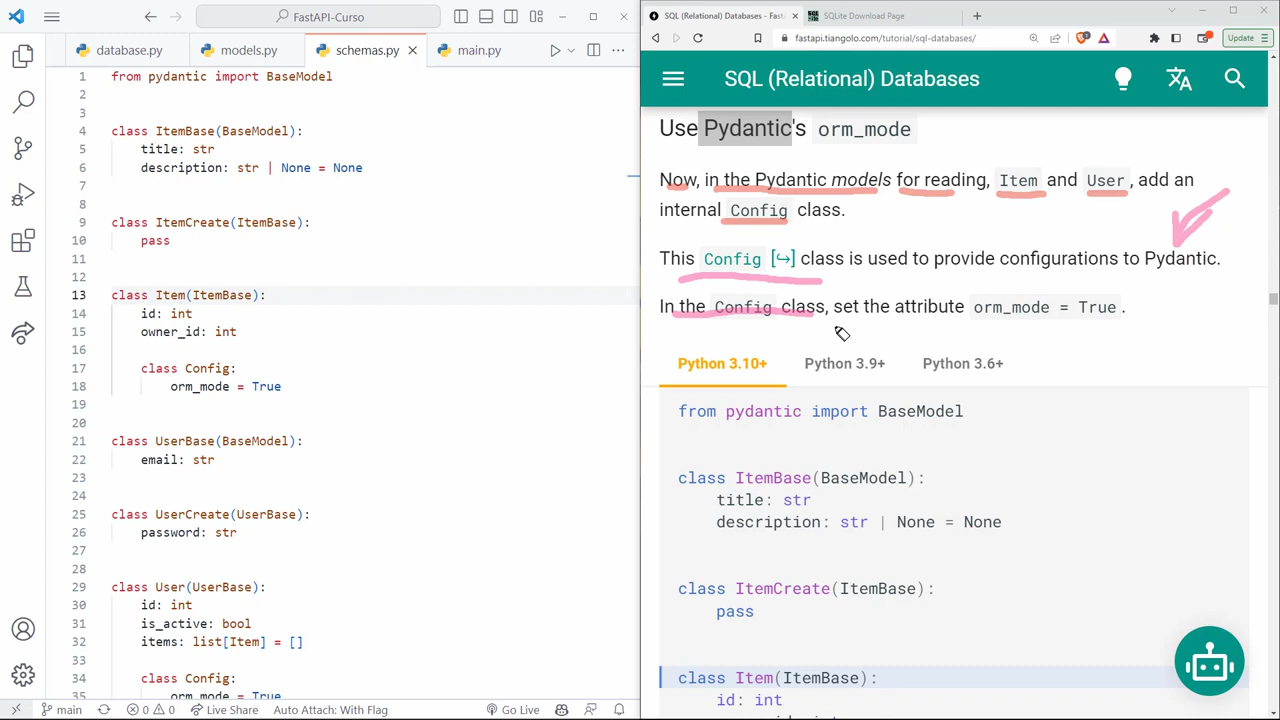 FastAPI-Curso
database.py
models.py
schemas.py
main.py
1 from pydantic import BaseModel
2
3
4 class ItemBase(BaseModel):
5 title: str
6 description: str | None = None
7
8
9 class ItemCreate(ItemBase):
10 pass
11
12
13 class Item(ItemBase):
14 id: int
15 owner_id: int
16
17 class Config:
18 orm_mode = True
19
20
21 class UserBase(BaseModel):
22 email: str
23
24
25 class UserCreate(UserBase):
26 password: str
27
28
29 class User(UserBase):
30 id: int
31 is_active: bool
32 items: list[Item] = []
33
34 class Config:
35 orm_mode = True
main
0 0
Live Share
Auto Attach: With Flag
Go Live
SQL (Relational) Databases - Fast
SQLite Download Page
fastapi.tiangolo.com/tutorial/sql-databases/
Update
SQL (Relational) Databases
Use Pydantic's orm_mode
Now, in the Pydantic models for reading, Item and User, add an
internal Config class.
This Config [↪] class is used to provide configurations to Pydantic.
In the Config class, set the attribute orm_mode = True.
Python 3.10+ Python 3.9+ Python 3.6+
from pydantic import BaseModel
class ItemBase(BaseModel):
title: str
description: str | None = None
class ItemCreate(ItemBase):
pass
class Item(ItemBase):
id: int